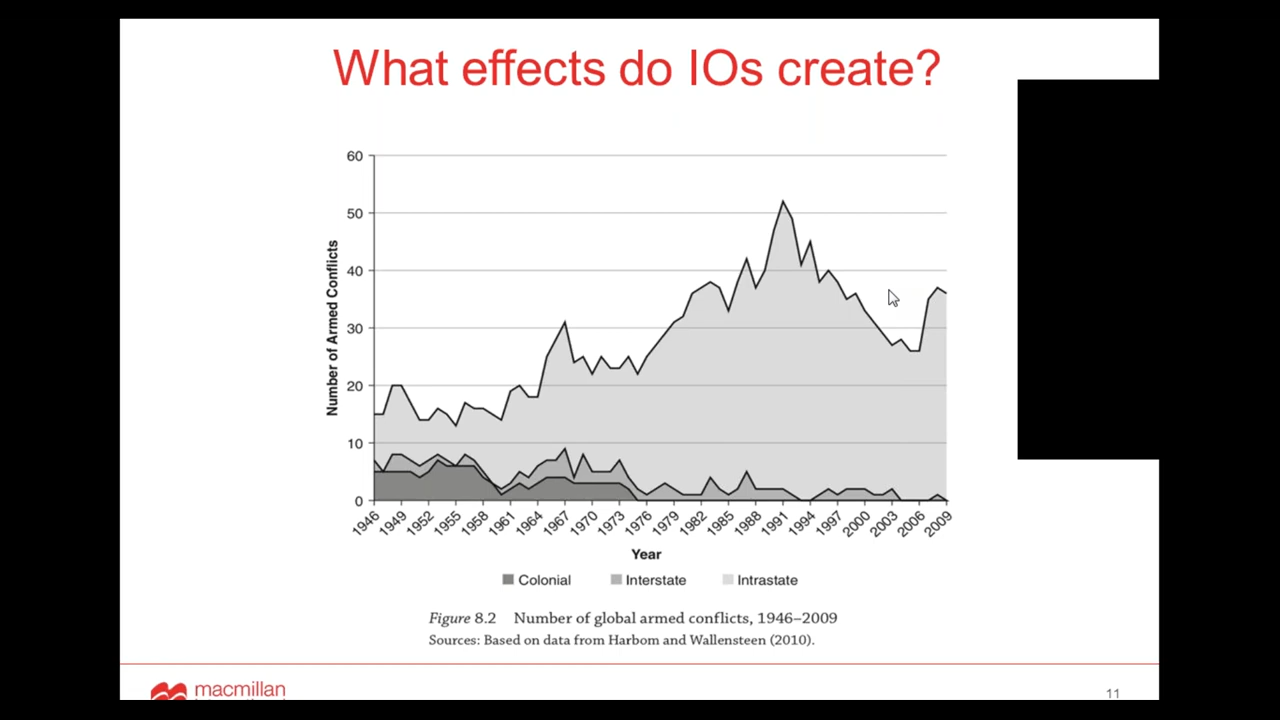 What effects do IOs create?
60
50
40
30
20
10
0
Number of Armed Conflicts
1946 1949 1952 1955 1958 1961 1964 1967 1970 1973 1976 1979 1982 1985 1988 1991 1994 1997 2000 2003 2006 2009
Year
Colonial Interstate Intrastate
Figure 8.2 Number of global armed conflicts, 1946–2009
Sources: Based on data from Harbom and Wallensteen (2010).
macmillan
11